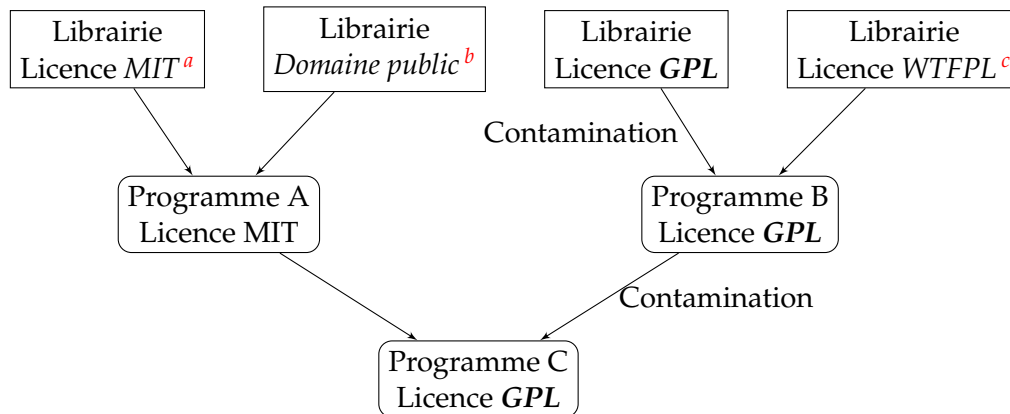 Librairie
Licence MIT a
Librairie
Domaine public b
Librairie
Licence GPL
Librairie
Licence WTFPL c
Contamination
Programme A
Licence MIT
Programme B
Licence GPL
Contamination
Programme C
Licence GPL